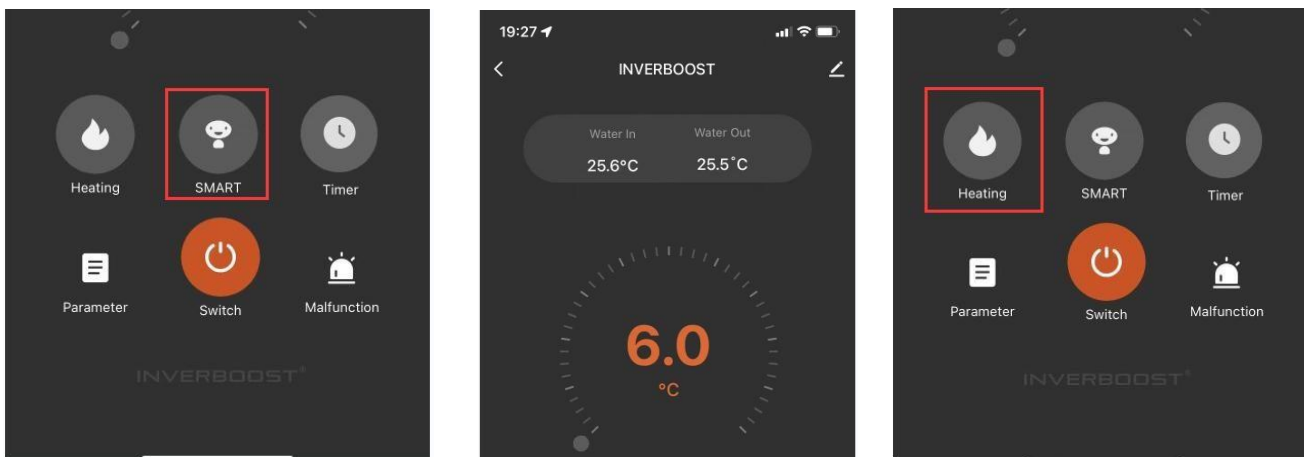 Heating SMART Timer
Parameter Switch Malfunction
INVERBOOST®
19:27
INVERBOOST
Water In Water Out
25.6°C 25.5°C
6.0
°C
Heating SMART Timer
Parameter Switch Malfunction
INVERBOOST®